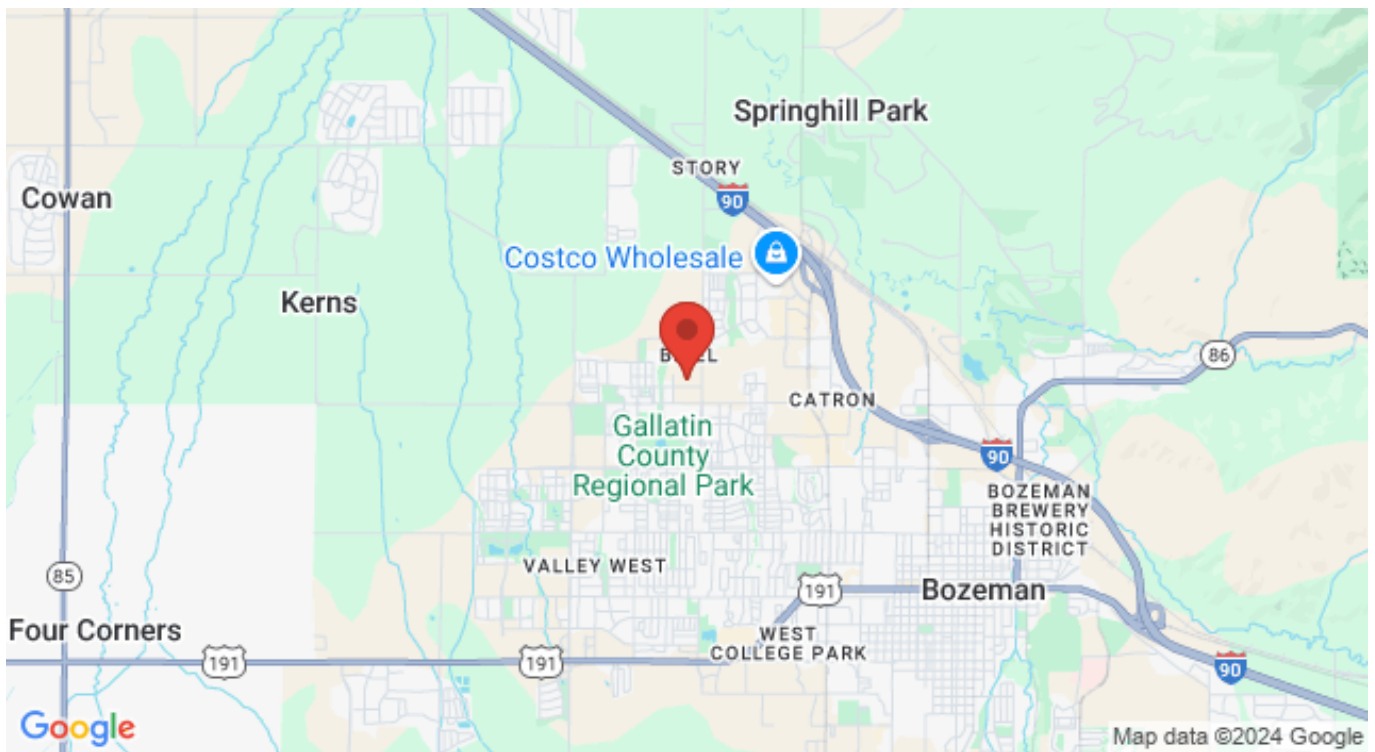 Springhill Park
STORY
90
Cowan
Costco Wholesale
Kerns
86
CATRON
Gallatin
County
Regional Park
90
BOZEMAN
BREWERY
HISTORIC
DISTRICT
VALLEY WEST
85
191
Bozeman
Four Corners
WEST
COLLEGE PARK
191
191
90
Google
Map data ©2024 Google